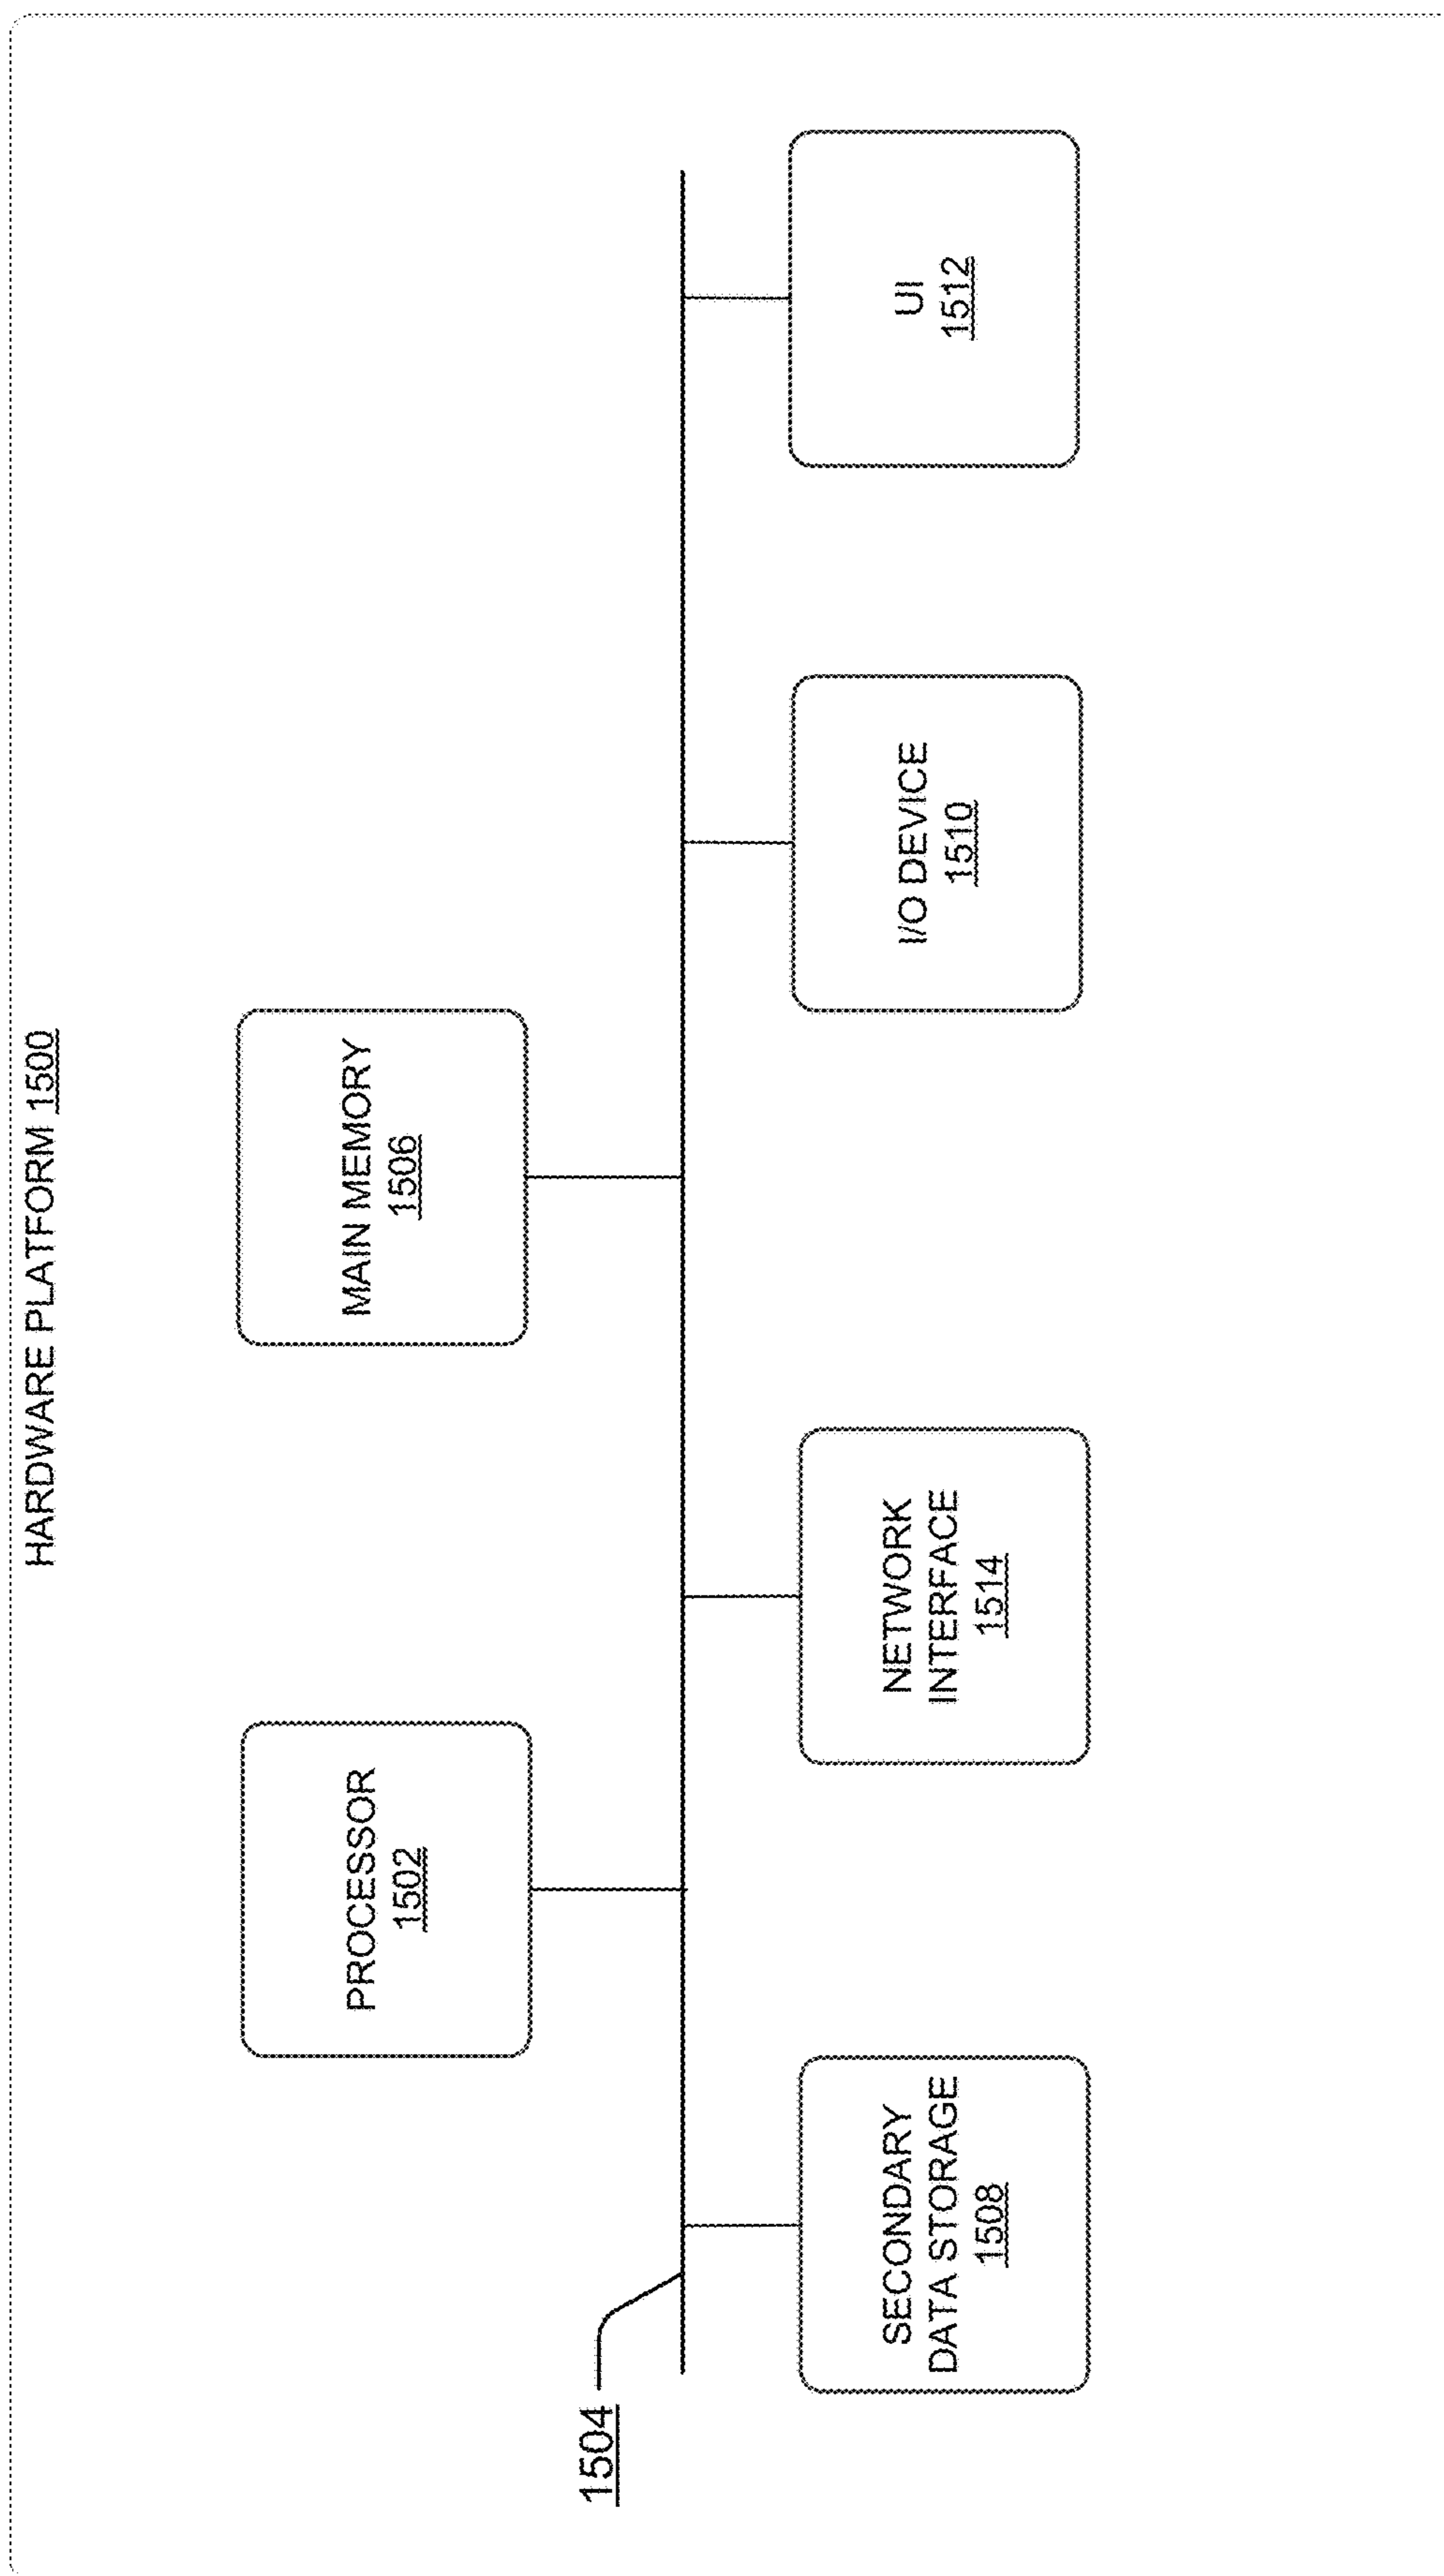 HARDWARE PLATFORM 1500
PROCESSOR
1502
MAIN MEMORY
1506
1504
SECONDARY
DATA STORAGE
1508
NETWORK
INTERFACE
1514
I/O DEVICE
1510
UI
1512